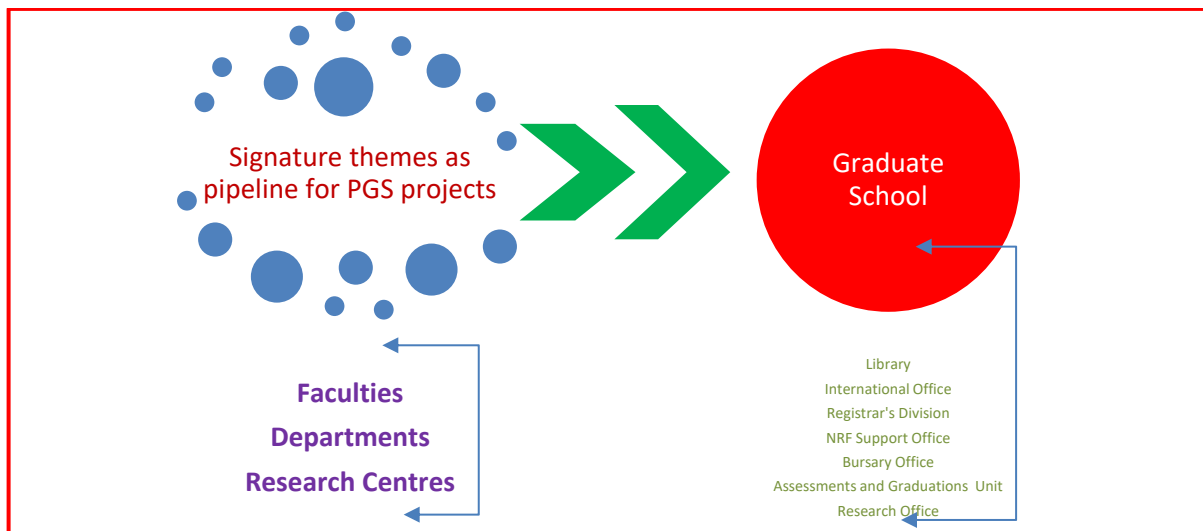 Signature themes as
pipeline for PGS projects
Graduate
School
Faculties
Departments
Research Centres
Library
International Office
Registrar's Division
NRF Support Office
Bursary Office
Assessments and Graduations Unit
Research Office